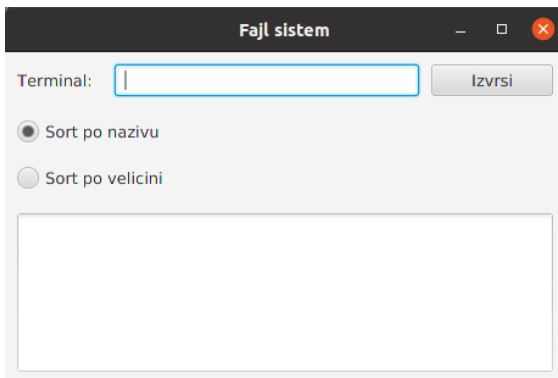 Fajl sistem
Terminal: Izvrsi
Sort po nazivu
Sort po velicini